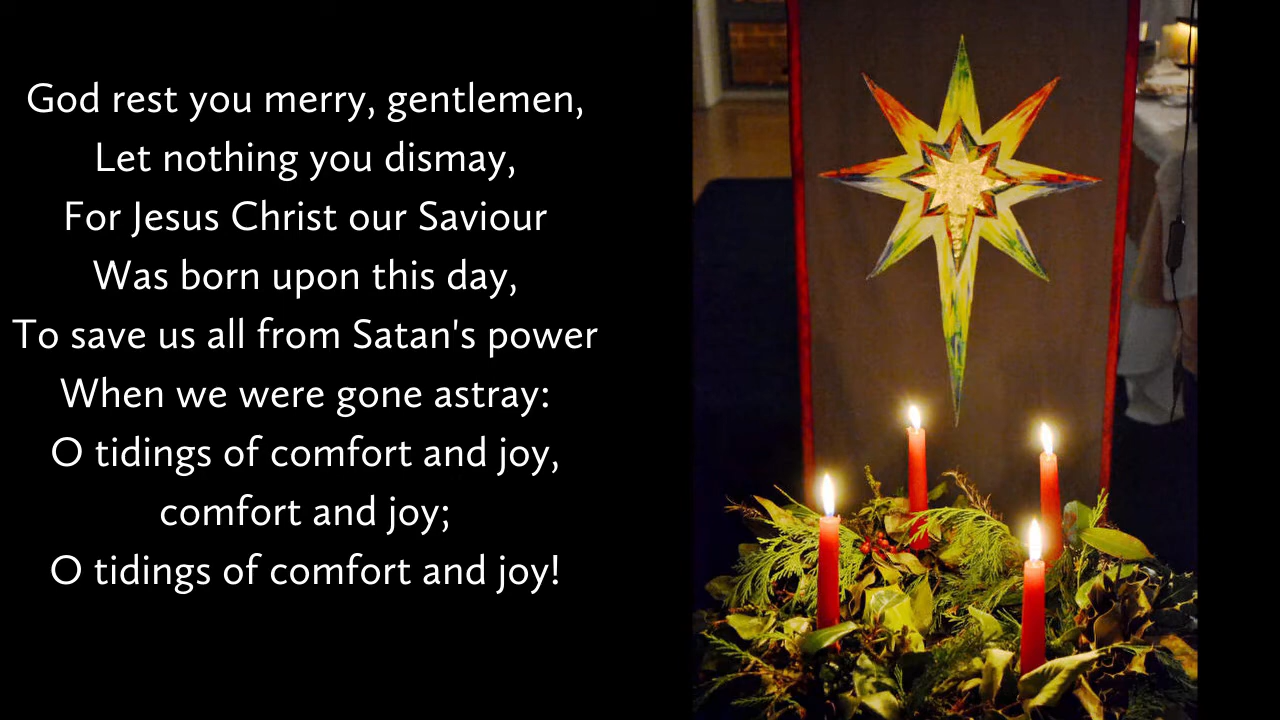 God rest you merry, gentlemen,
Let nothing you dismay,
For Jesus Christ our Saviour
Was born upon this day,
To save us all from Satan's power
When we were gone astray:
O tidings of comfort and joy,
comfort and joy;
O tidings of comfort and joy!